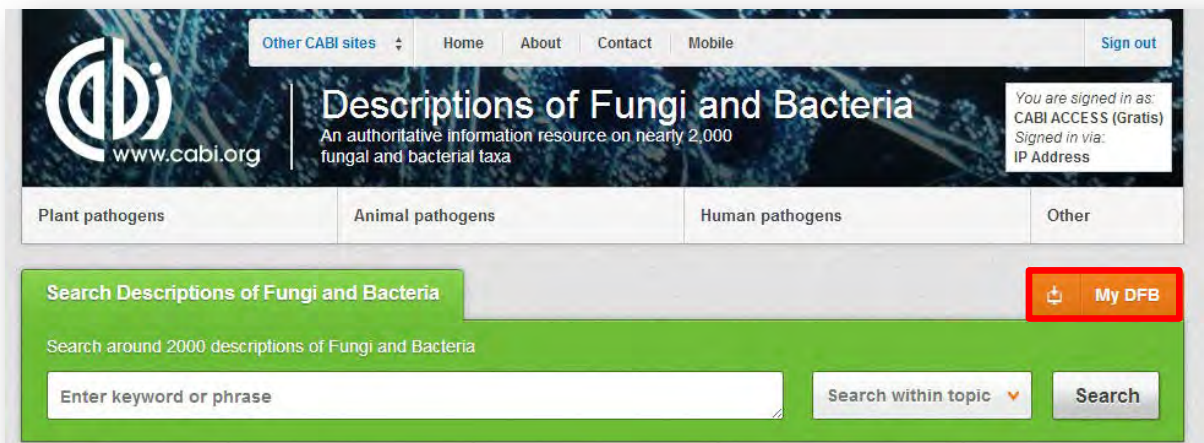 Other CABI sites Home About Contact Mobile Sign out
cabi
www.cabi.org
Descriptions of Fungi and Bacteria
An authoritative information resource on nearly 2,000
fungal and bacterial taxa
You are signed in as:
CABI ACCESS (Gratis)
Signed in via:
IP Address
Plant pathogens Animal pathogens Human pathogens Other
Search Descriptions of Fungi and Bacteria
My DFB
Search around 2000 descriptions of Fungi and Bacteria
Enter keyword or phrase Search within topic Search